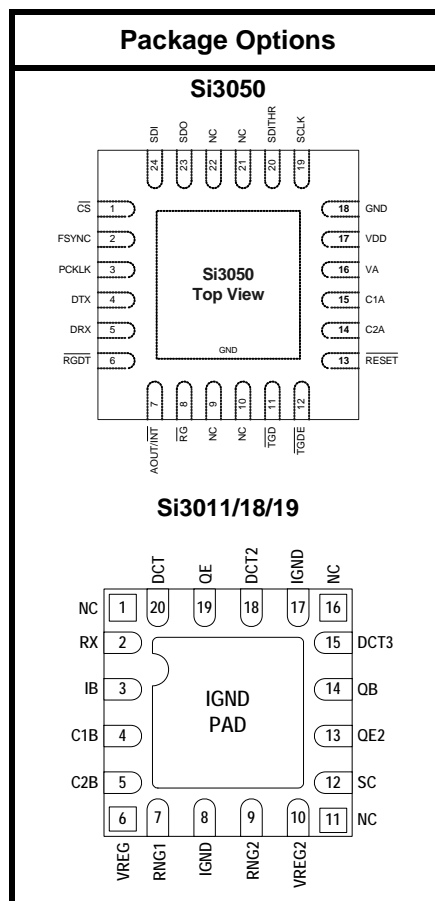 Package Options
Si3050
SDI SDO NC NC SDITHR SCLK
24 23 22 21 20 19
CS 1 18 GND
FSYNC 2 17 VDD
PCKLK 3 16 VA
DTX 4 15 C1A
DRX 5 14 C2A
RGDT 6 13 RESET
Si3050
Top View
GND
7 8 9 10 11 12
AOUT/INT RG NC NC TGD TGDE
Si3011/18/19
DCT QE DCT2 IGND NC
NC 1 20 19 18 17 16
RX 2 15 DCT3
IB 3 14 QB
C1B 4 13 QE2
C2B 5 12 SC
IGND
PAD
6 7 8 9 10 11 NC
VREG RNG1 IGND RNG2 VREG2